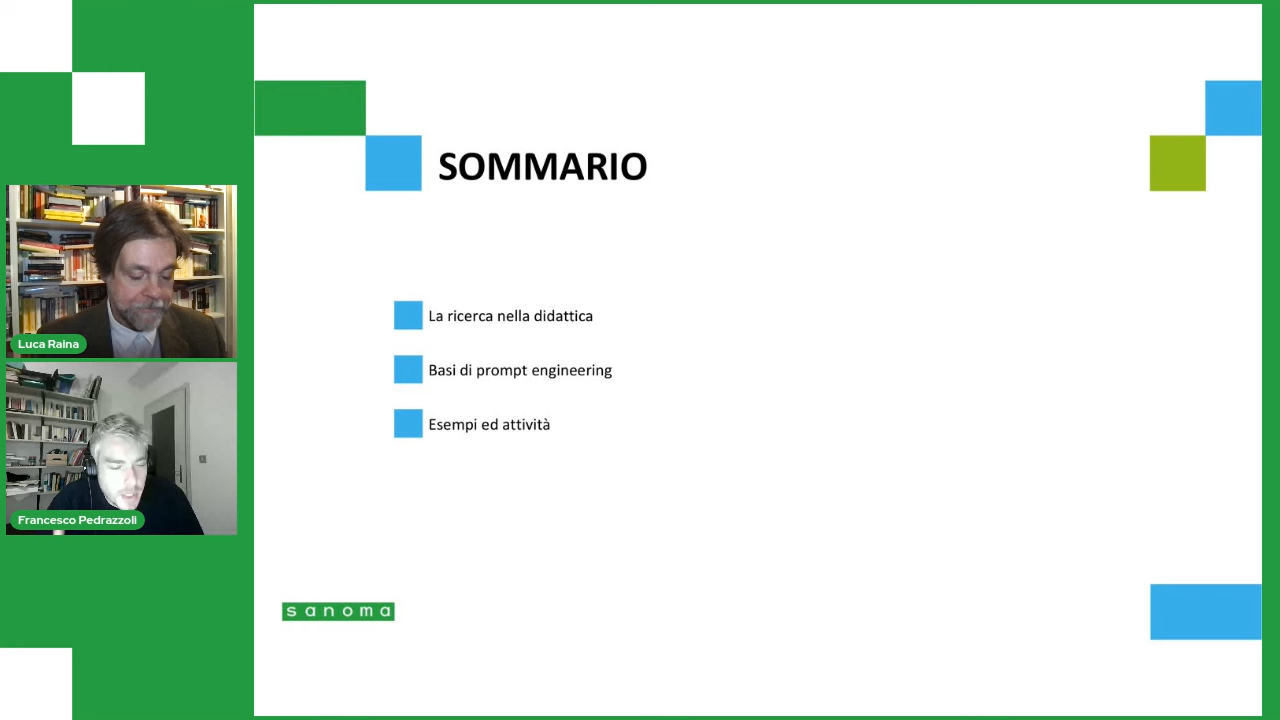 SOMMARIO
Luca Raina
Francesco Pedrazzoli
La ricerca nella didattica
Basi di prompt engineering
Esempi ed attività
sanoma